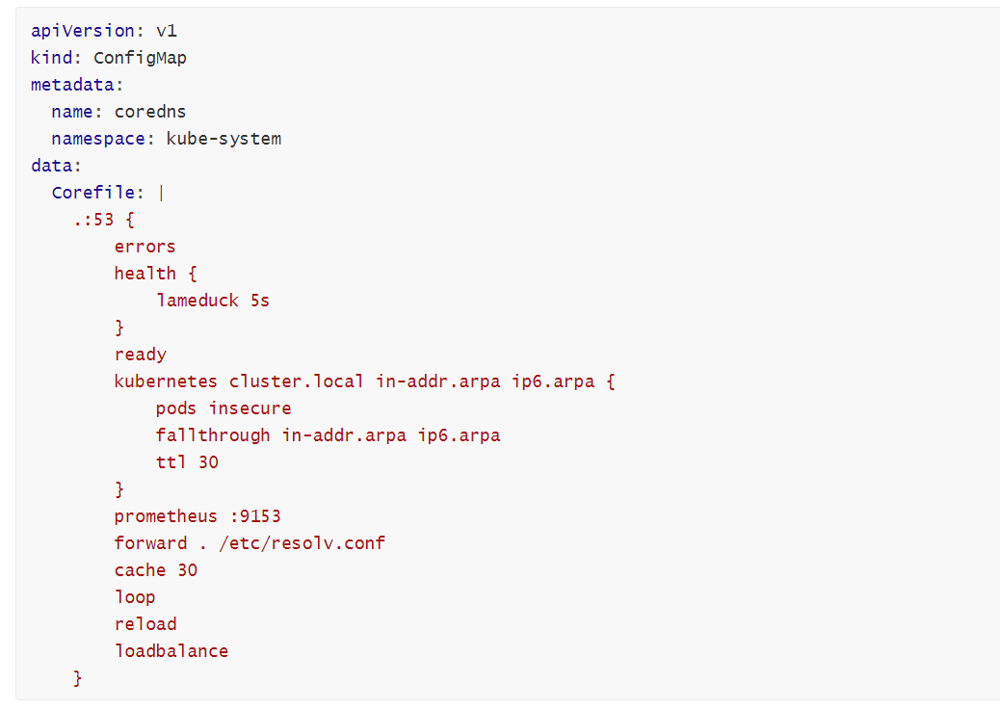 apiVersion: v1
kind: ConfigMap
metadata:
  name: coredns
  namespace: kube-system
data:
  Corefile: |
    .:53 {
        errors
        health {
            lameduck 5s
        }
        ready
        kubernetes cluster.local in-addr.arpa ip6.arpa {
            pods insecure
            fallthrough in-addr.arpa ip6.arpa
            ttl 30
        }
        prometheus :9153
        forward . /etc/resolv.conf
        cache 30
        loop
        reload
        loadbalance
    }